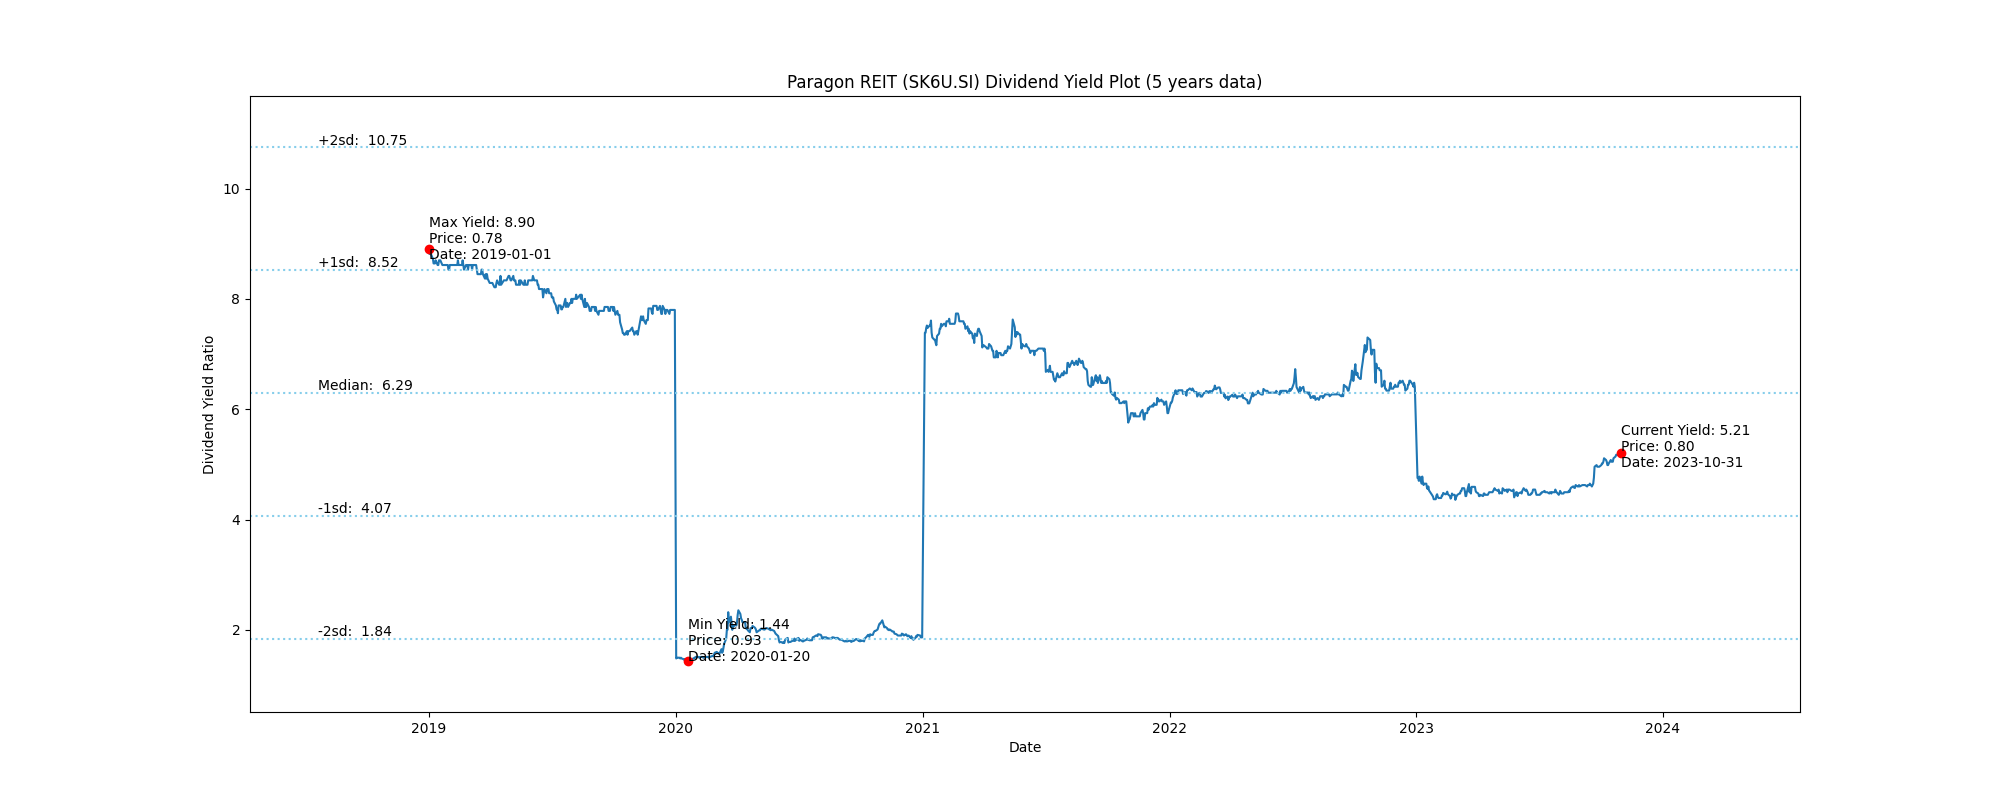 Paragon REIT (SK6U.SI) Dividend Yield Plot (5 years data)
+2sd:  10.75
10
Max Yield: 8.90
Price: 0.78
Date: 2019-01-01
+1sd:  8.52
8
Median:  6.29
6
Current Yield: 5.21
Price: 0.80
Date: 2023-10-31
-1sd:  4.07
4
Min Yield: 1.44
Price: 0.93
Date: 2020-01-20
-2sd:  1.84
2
Dividend Yield Ratio
2019 2020 2021 2022 2023 2024
Date